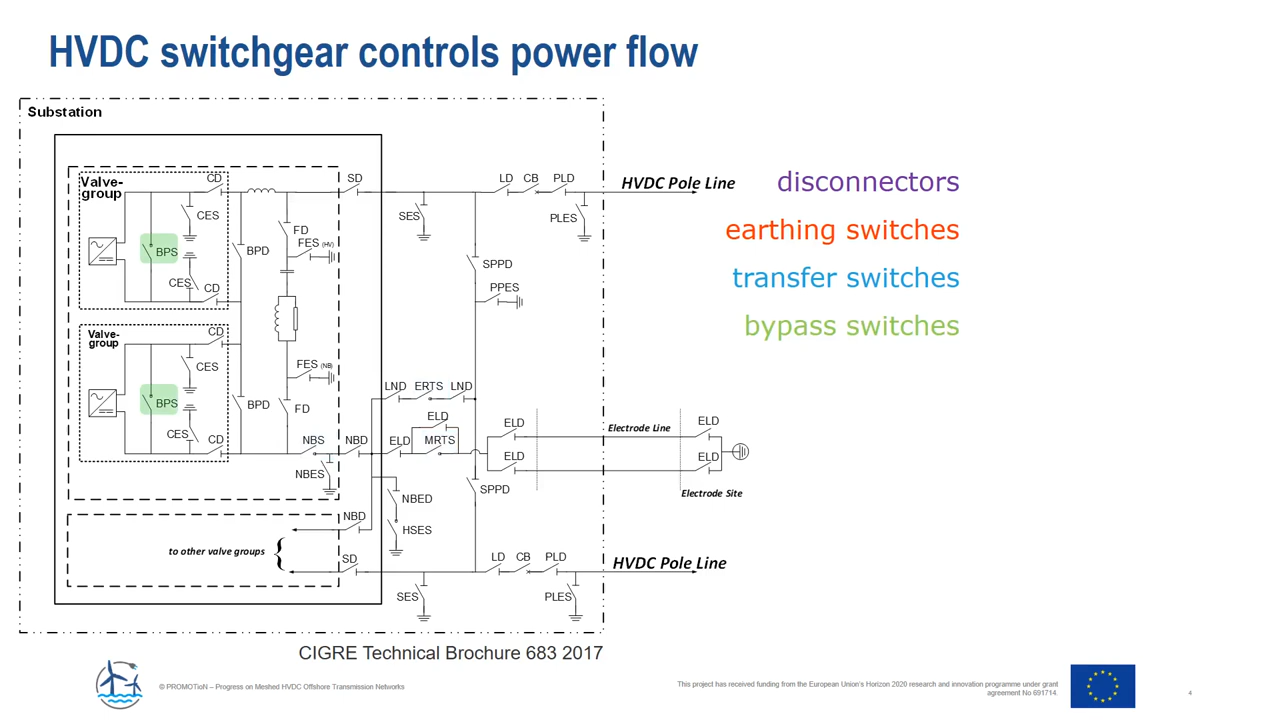 HVDC switchgear controls power flow
Substation
Valve-
group
CD
SD
LD CB PLD
HVDC Pole Line
disconnectors
CES
SES
PLES
FD
earthing switches
FES (HV)
BPS
BPD
SPPD
transfer switches
CES
CD
PPES
bypass switches
Valve-
group
CD
CES
FES (NB)
LND ERTS LND
BPS
BPD
FD
ELD
ELD
ELD
Electrode Line
CES
CD
NBS
NBD
ELD
MRTS
ELD
ELD
NBES
SPPD
Electrode Site
NBED
NBD
HSES
to other valve groups
SD
LD CB PLD
HVDC Pole Line
SES
PLES
CIGRE Technical Brochure 683 2017
© PROMOTioN – Progress on Meshed HVDC Offshore Transmission Networks
This project has received funding from the European Union's Horizon 2020 research and innovation programme under grant
agreement No 691714.
4